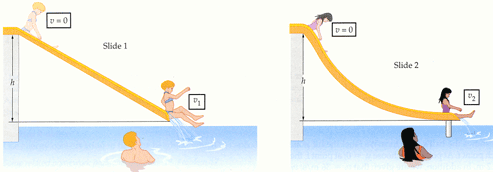 v = 0
Slide 1
h
v1
v = 0
Slide 2
h
v2